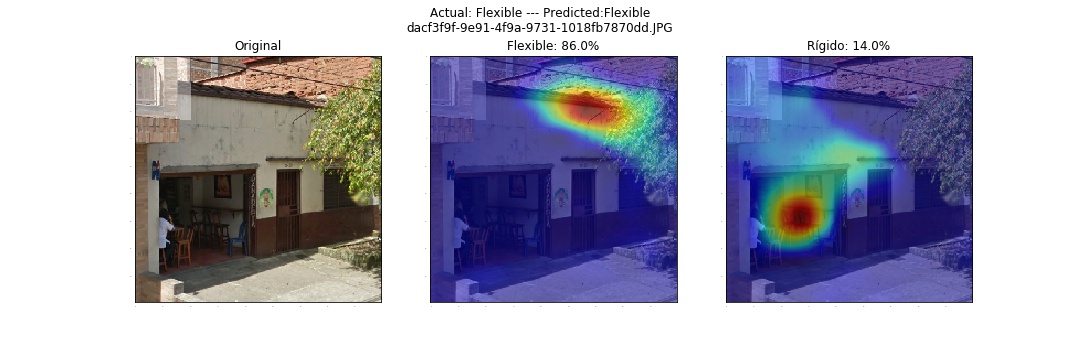 Actual: Flexible --- Predicted:Flexible
dacf3f9f-9e91-4f9a-9731-1018fb7870dd.JPG
Original
Flexible: 86.0%
Rígido: 14.0%